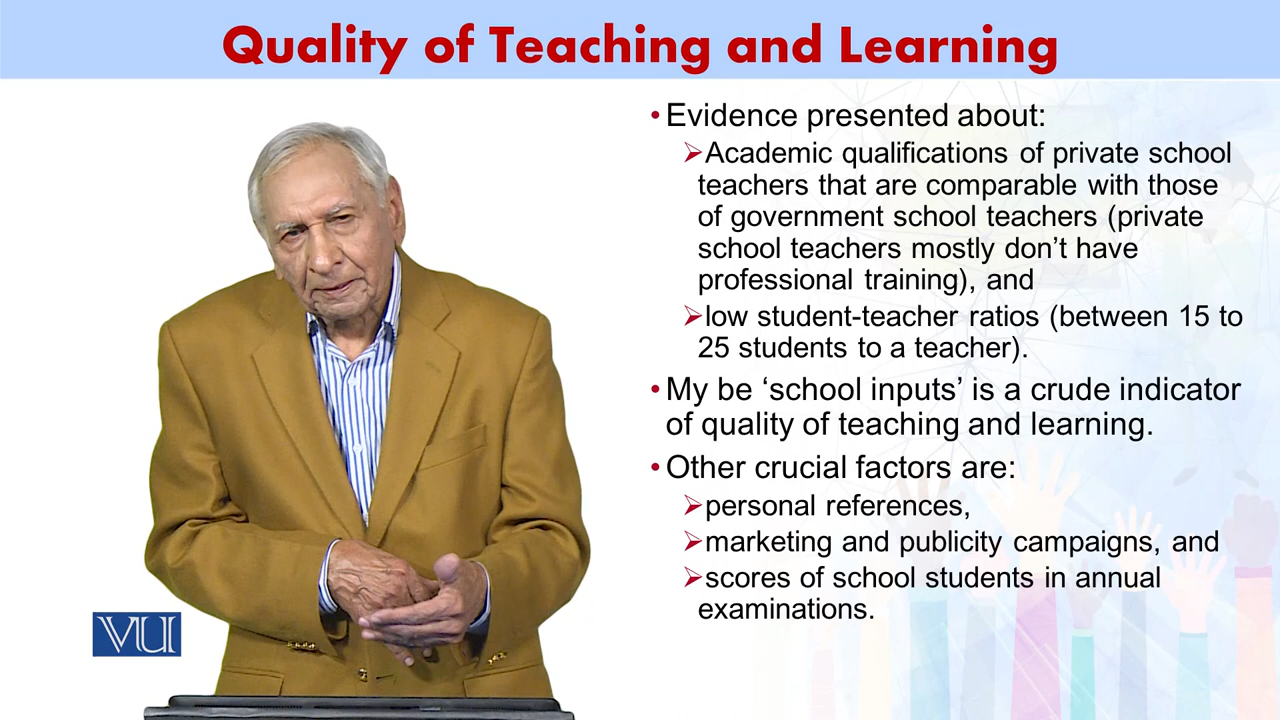 Quality of Teaching and Learning
• Evidence presented about:
➢Academic qualifications of private school
teachers that are comparable with those
of government school teachers (private
school teachers mostly don’t have
professional training), and
➢low student-teacher ratios (between 15 to
25 students to a teacher).
• My be ‘school inputs’ is a crude indicator
of quality of teaching and learning.
• Other crucial factors are:
➢personal references,
➢marketing and publicity campaigns, and
➢scores of school students in annual
examinations.
VU